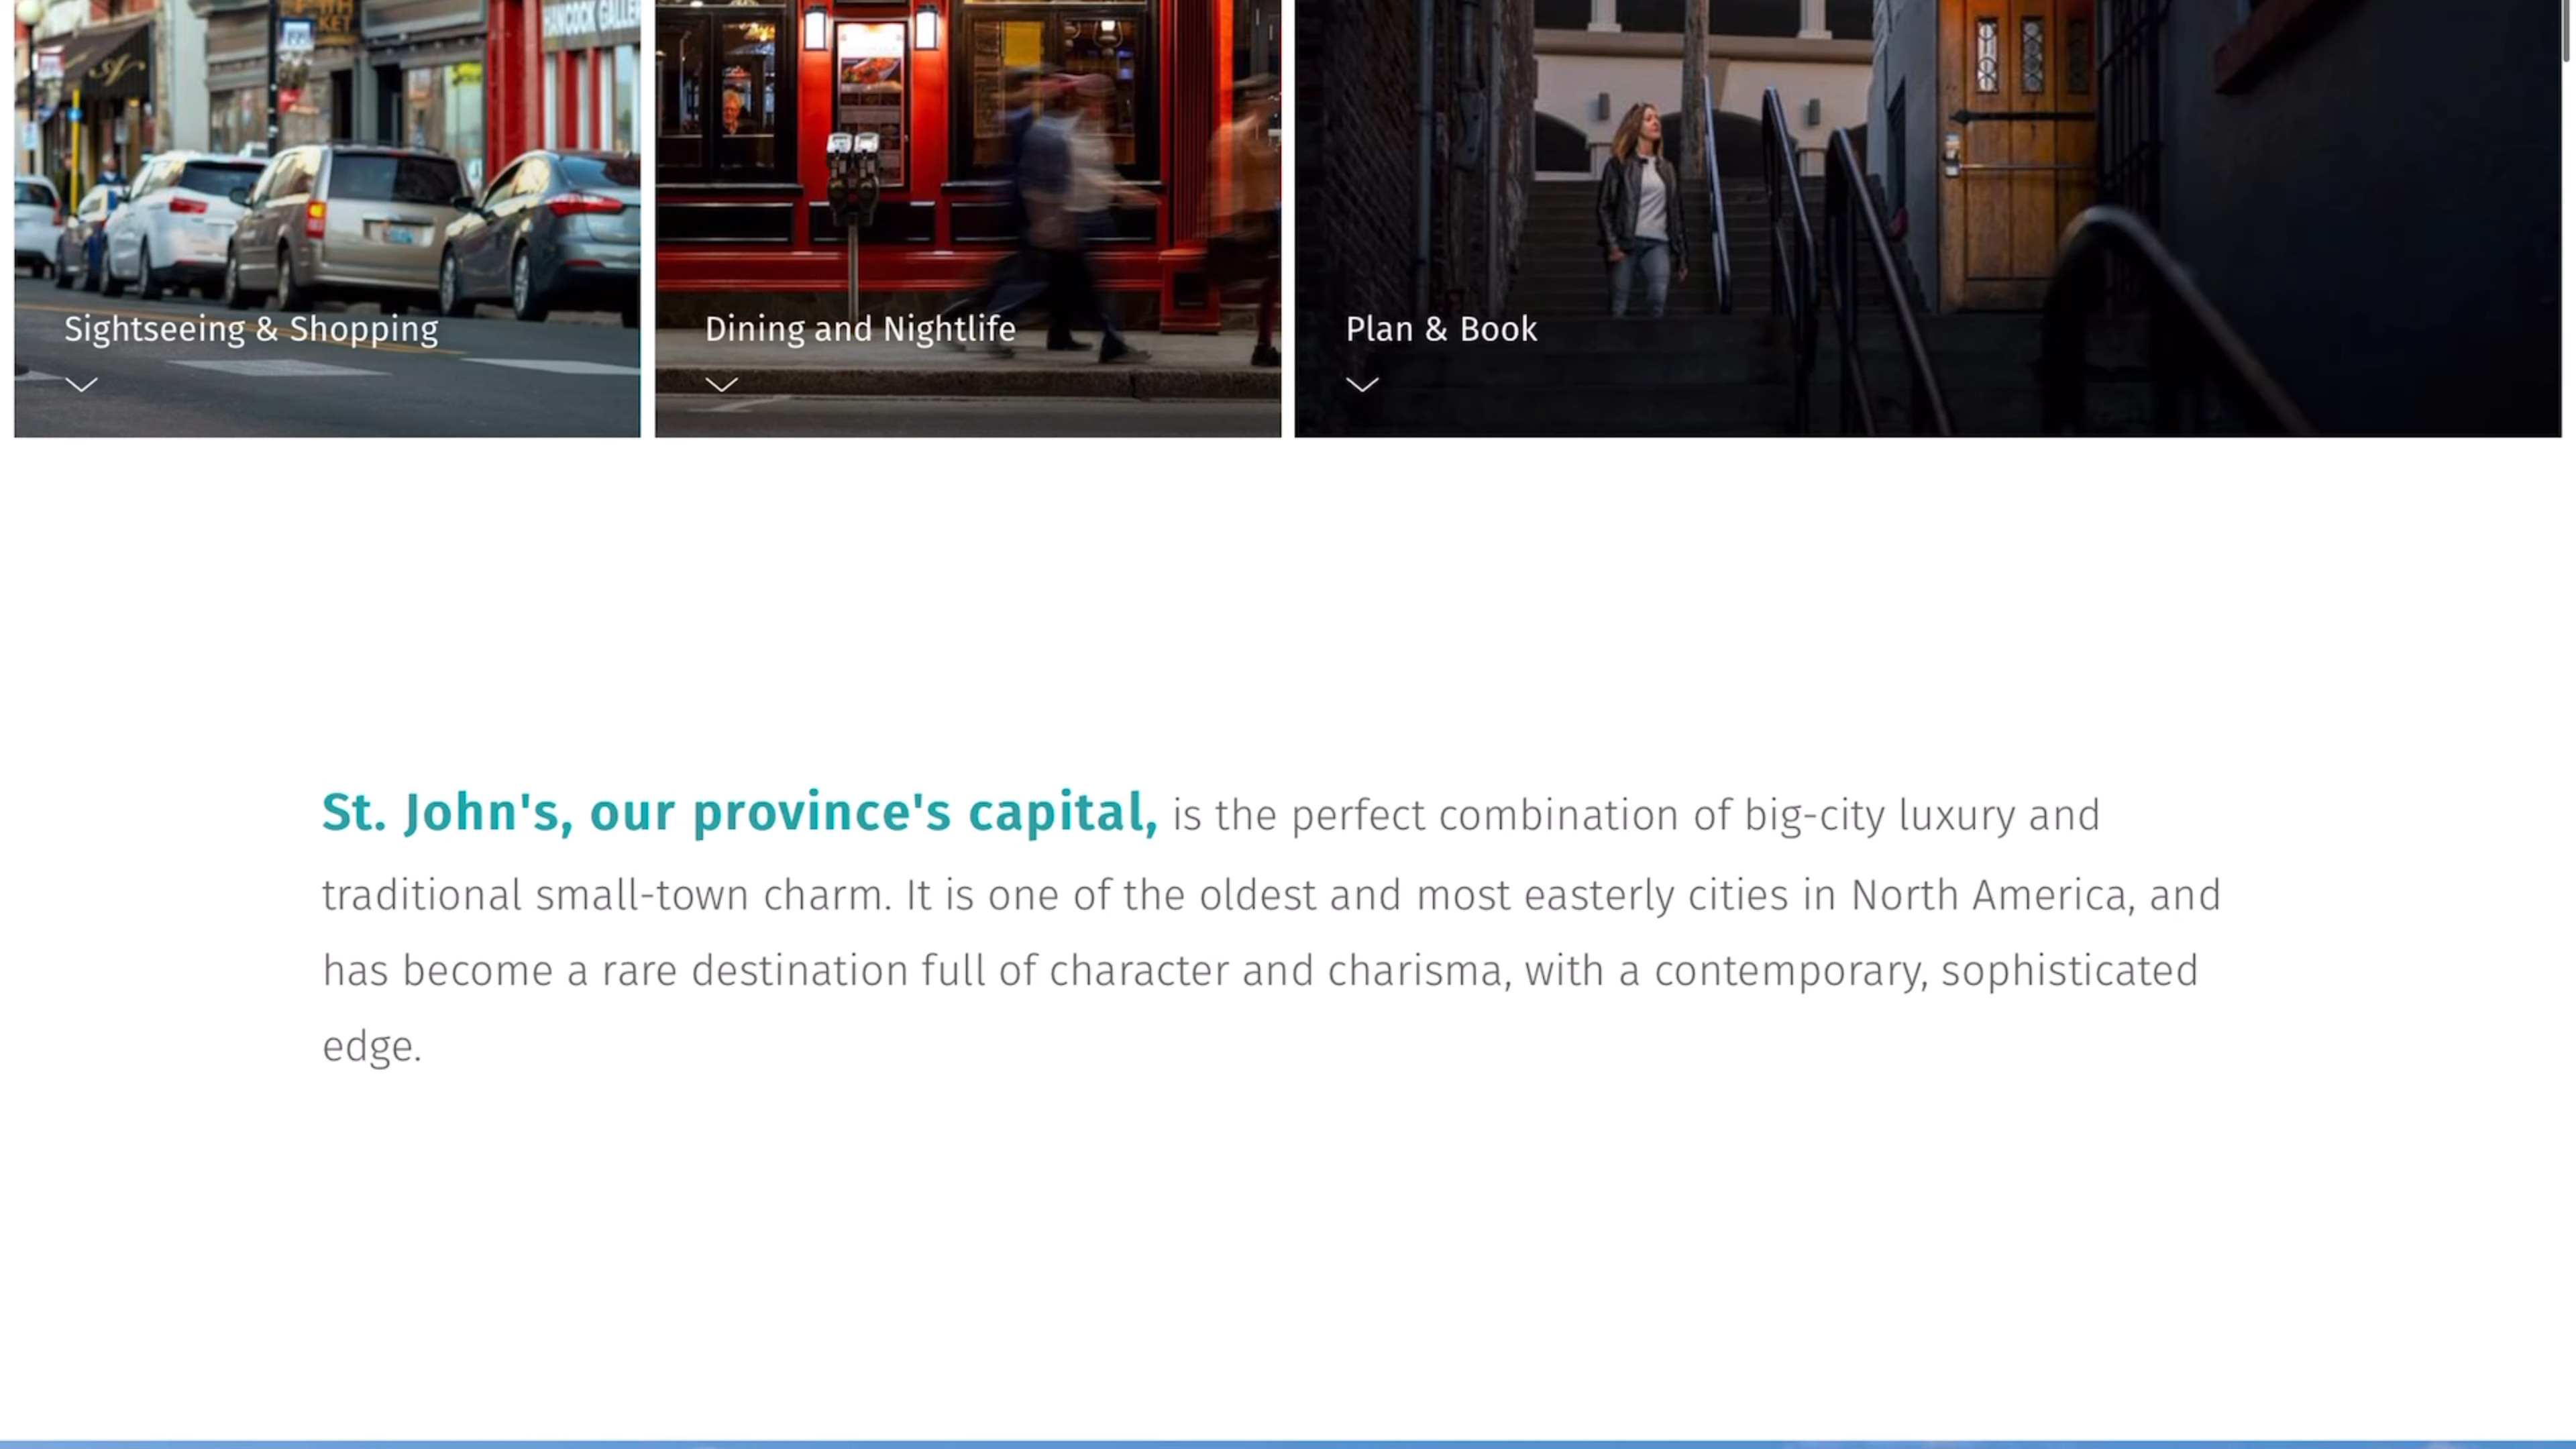 HANCOCK GALLER
Sightseeing & Shopping
Dining and Nightlife
Plan & Book
St. John's, our province's capital, is the perfect combination of big-city luxury and
traditional small-town charm. It is one of the oldest and most easterly cities in North America, and
has become a rare destination full of character and charisma, with a contemporary, sophisticated
edge.